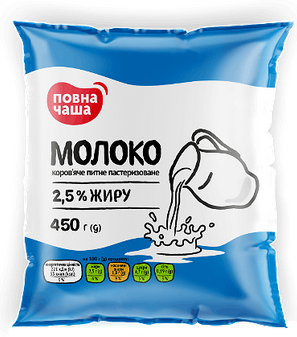 повна
чаша
МОЛОКО
коров'яче питне пастеризоване
2,5% ЖИРУ
450 г (g)